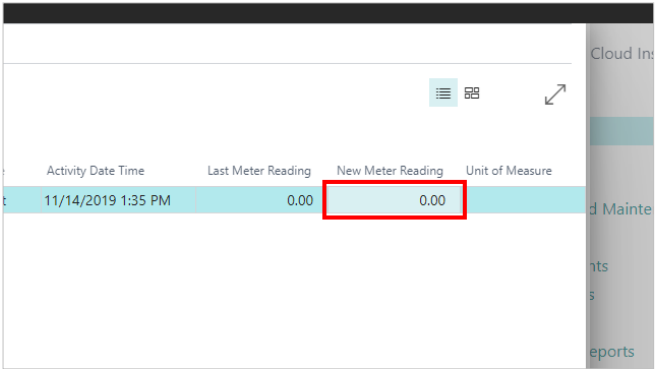 Cloud Ins
Activity Date Time Last Meter Reading New Meter Reading Unit of Measure
t 11/14/2019 1:35 PM 0.00 0.00
d Mainte
nts
s
eports